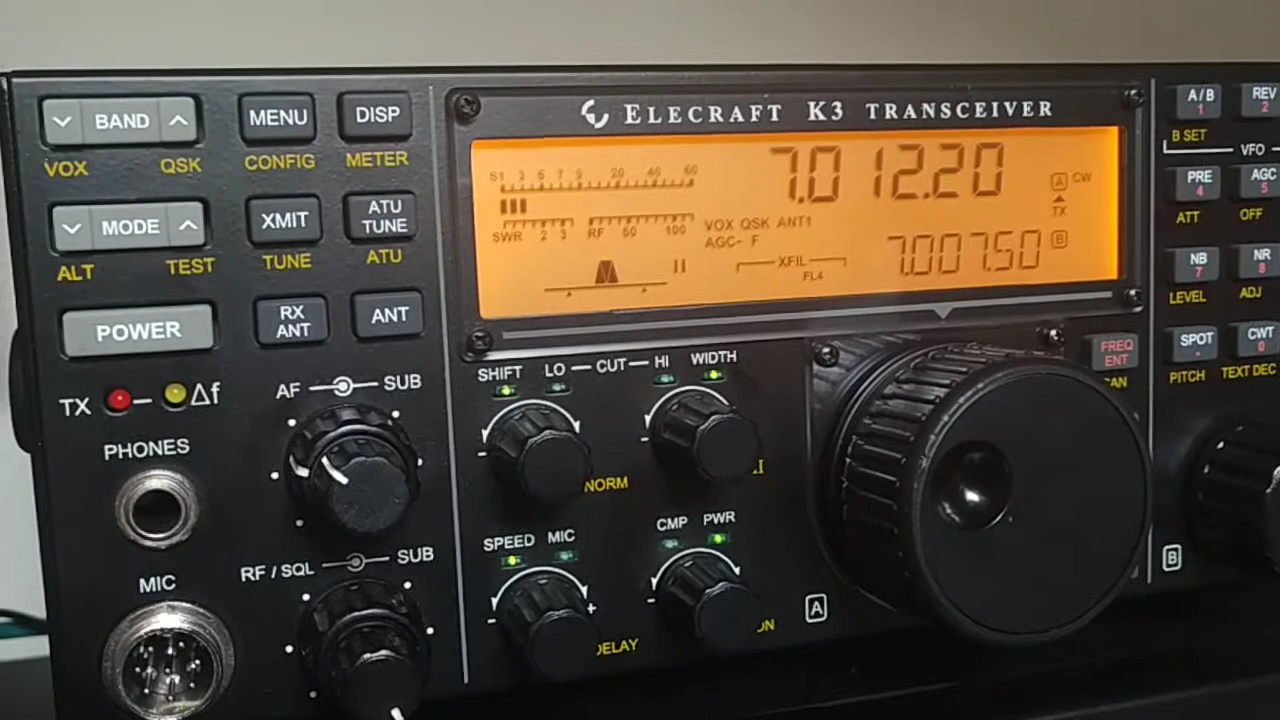 ELECRAFT K3 TRANSCEIVER
BAND
VOX QSK
MENU
CONFIG
DISP
METER
MODE
ALT TEST
XMIT
TUNE
ATU TUNE
ATU
POWER
RX ANT
ANT
TX Δf
PHONES
MIC
AF SUB
RF / SQL SUB
S1 3 5 7 9 20 40 60
SWR 2 3 RF 50 100
7.012.20
A CW
TX
VOX QSK ANT1
AGC- F
XFIL
FL4
7.007.50 B
SHIFT LO CUT HI WIDTH
NORM
SPEED MIC
CMP PWR
- +
DELAY
A
B
A/B 1
B SET
REV 2
VFO
PRE 4
ATT
AGC 5
OFF
NB 7
LEVEL
NR 8
ADJ
FREQ ENT
SPOT .
PITCH
CWT 0
TEXT DEC